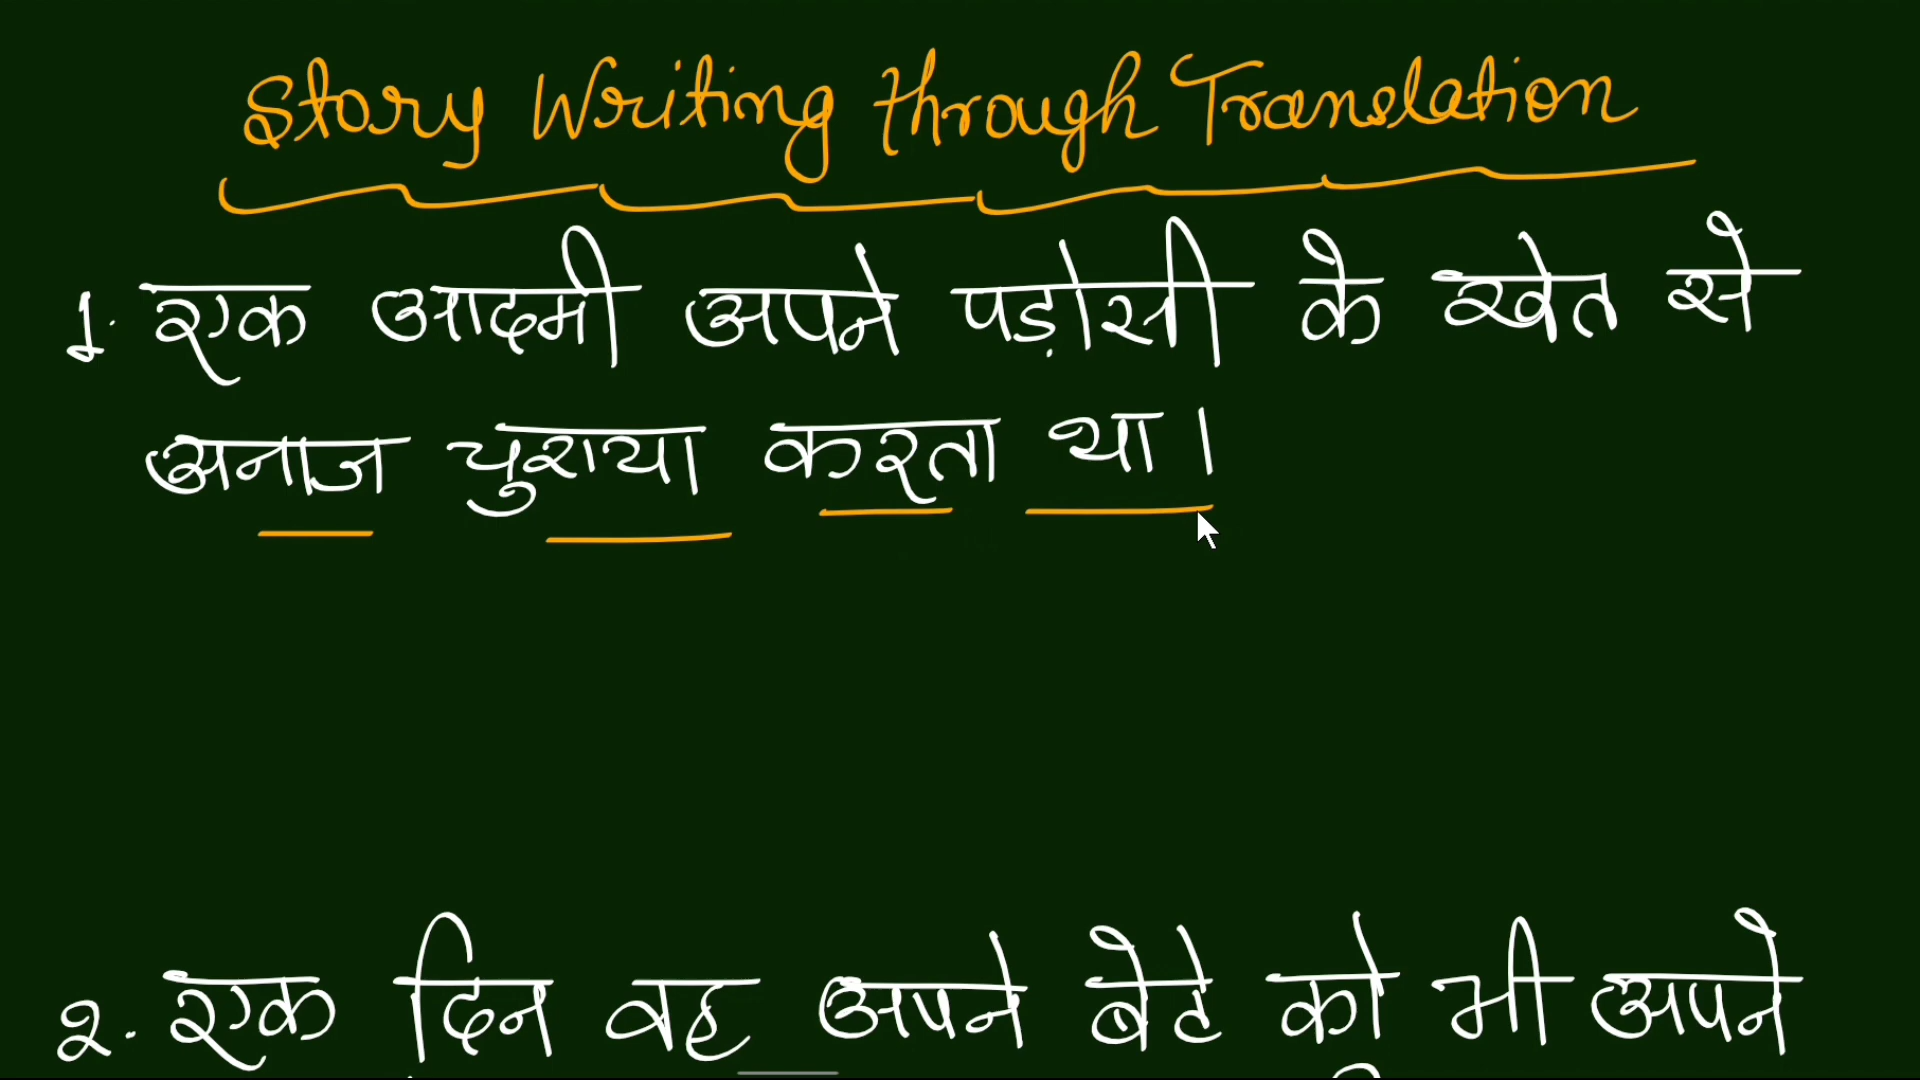 Story Writing through Translation
1. एक आदमी अपने पड़ोसी के खेत से
अनाज चुराया करता था।
2. एक दिन वह अपने बेटे को भी अपने